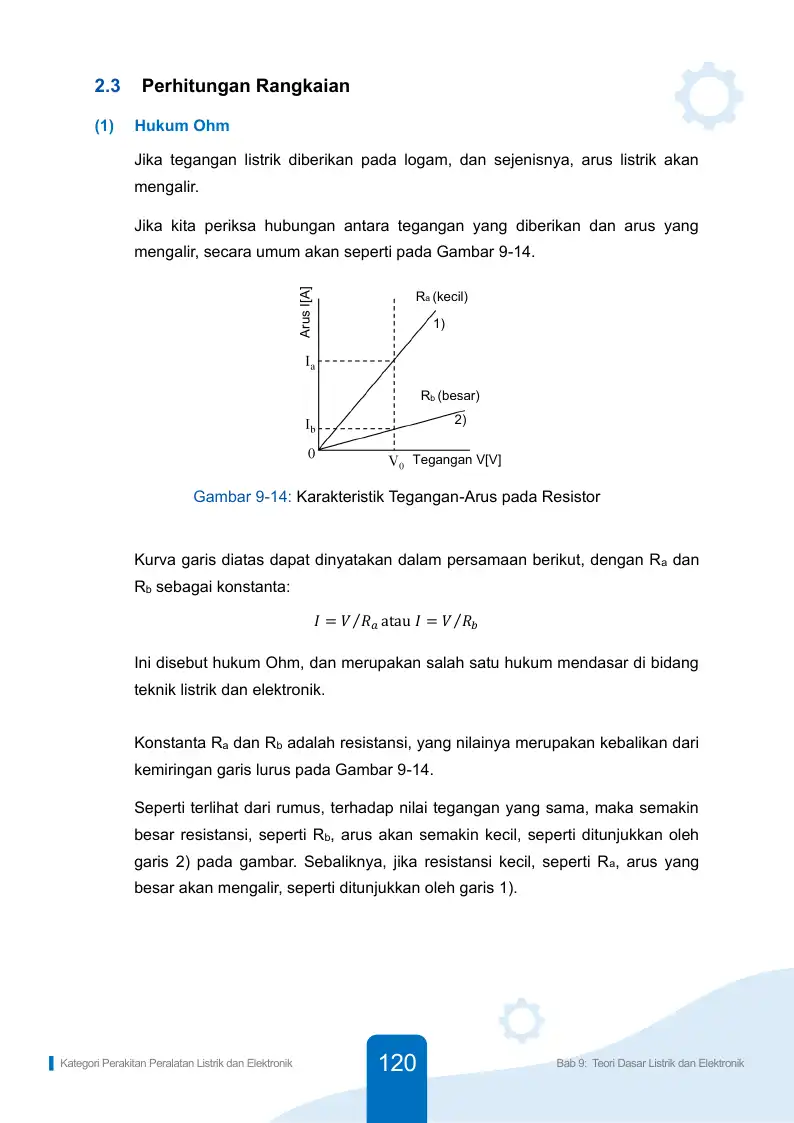 2.3 Perhitungan Rangkaian
(1) Hukum Ohm
Jika tegangan listrik diberikan pada logam, dan sejenisnya, arus listrik akan
mengalir.
Jika kita periksa hubungan antara tegangan yang diberikan dan arus yang
mengalir, secara umum akan seperti pada Gambar 9-14.
Arus I[A]
Ra (kecil)
1)
Ia
Rb (besar)
2)
Ib
0
V0
Tegangan V[V]
Gambar 9-14: Karakteristik Tegangan-Arus pada Resistor
Kurva garis diatas dapat dinyatakan dalam persamaan berikut, dengan Ra dan
Rb sebagai konstanta:
I = V/Ra atau I = V/Rb
Ini disebut hukum Ohm, dan merupakan salah satu hukum mendasar di bidang
teknik listrik dan elektronik.
Konstanta Ra dan Rb adalah resistansi, yang nilainya merupakan kebalikan dari
kemiringan garis lurus pada Gambar 9-14.
Seperti terlihat dari rumus, terhadap nilai tegangan yang sama, maka semakin
besar resistansi, seperti Rb, arus akan semakin kecil, seperti ditunjukkan oleh
garis 2) pada gambar. Sebaliknya, jika resistansi kecil, seperti Ra, arus yang
besar akan mengalir, seperti ditunjukkan oleh garis 1).
Kategori Perakitan Peralatan Listrik dan Elektronik
120
Bab 9: Teori Dasar Listrik dan Elektronik